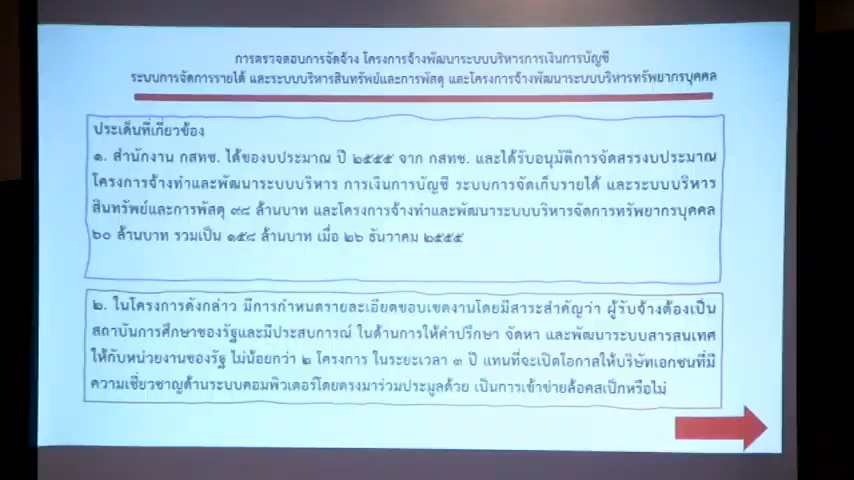 การตรวจสอบการจัดจ้าง โครงการจ้างพัฒนาระบบบริหารการเงินการบัญชี
ระบบการจัดการรายได้ และระบบบริหารสินทรัพย์และการพัสดุ และโครงการจ้างพัฒนาระบบบริหารทรัพยากรบุคคล
ประเด็นที่เกี่ยวข้อง
๑. สำนักงาน กสทช. ได้ของบประมาณ ปี ๒๕๕๕ จาก กสทช. และได้รับอนุมัติการจัดสรรงบประมาณ
โครงการจ้างทำและพัฒนาระบบบริหาร การเงินการบัญชี ระบบการจัดเก็บรายได้ และระบบบริหาร
สินทรัพย์และการพัสดุ ๙๘ ล้านบาท และโครงการจ้างทำและพัฒนาระบบบริหารจัดการทรัพยากรบุคคล
๖๐ ล้านบาท รวมเป็น ๑๕๘ ล้านบาท เมื่อ ๒๖ ธันวาคม ๒๕๕๕
๒. ในโครงการดังกล่าว มีการกำหนดรายละเอียดขอบเขตงานโดยมีสาระสำคัญว่า ผู้รับจ้างต้องเป็น
สถาบันการศึกษาของรัฐและมีประสบการณ์ ในด้านการให้คำปรึกษา จัดหา และพัฒนาระบบสารสนเทศ
ให้กับหน่วยงานของรัฐ ไม่น้อยกว่า ๒ โครงการ ในระยะเวลา ๓ ปี แทนที่จะเปิดโอกาสให้บริษัทเอกชนที่มี
ความเชี่ยวชาญด้านระบบคอมพิวเตอร์โดยตรงมาร่วมประมูลด้วย เป็นการเข้าข่ายล้อคสเป็กหรือไม่